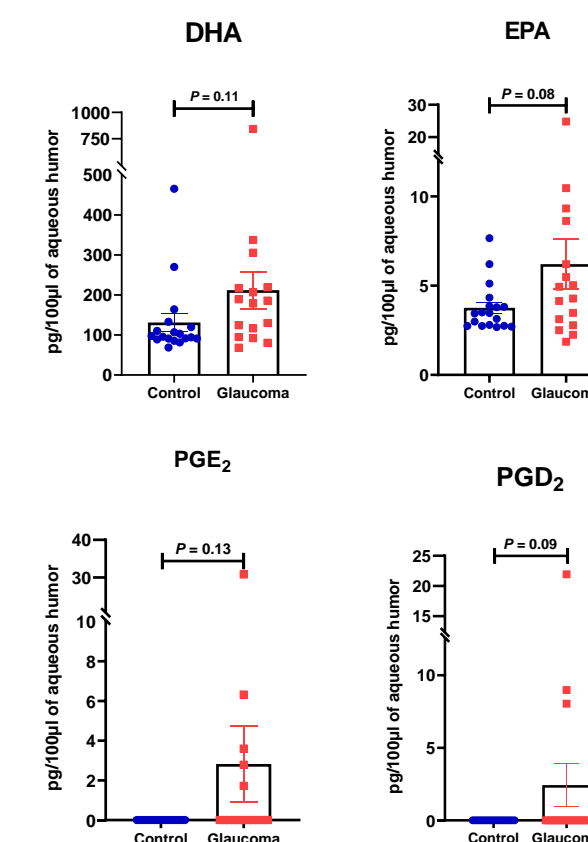 DHA
pg/100µl of aqueous humor
1000
750
500
400
300
200
100
0
P = 0.11
Control Glaucoma
EPA
pg/100µl of aqueous humor
30
20
10
5
0
P = 0.08
Control Glaucom
PGE2
pg/100µl of aqueous humor
40
30
10
8
6
4
2
0
P = 0.13
Control Glaucoma
PGD2
pg/100µl of aqueous humor
25
20
15
10
5
0
P = 0.09
Control Glaucom